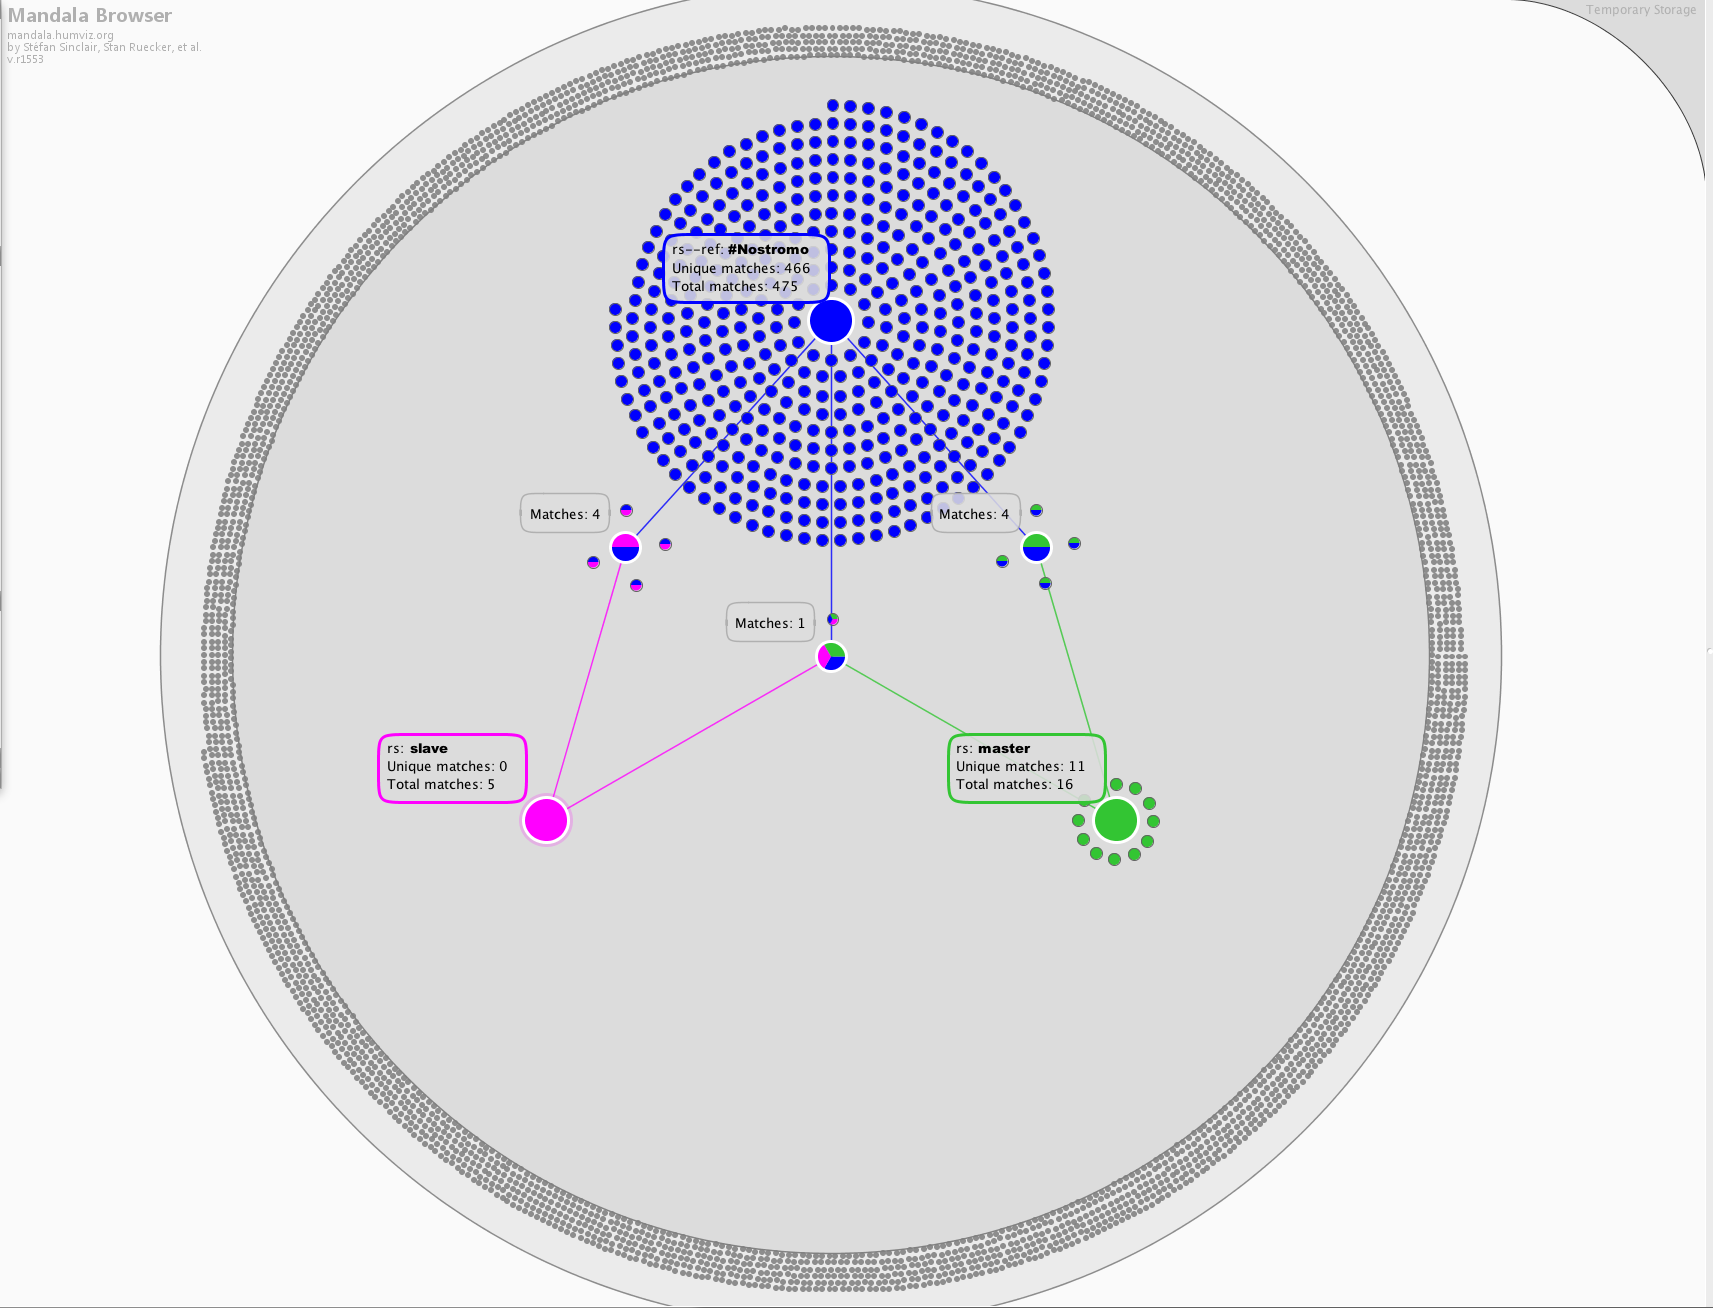 Mandala Browser
mandala.humviz.org
by Stéfan Sinclair, Stan Ruecker, et al.
v.r1553
Temporary Storage
rs--ref: #Nostromo
Unique matches: 466
Total matches: 475
Matches: 4
Matches: 4
Matches: 1
rs: slave
Unique matches: 0
Total matches: 5
rs: master
Unique matches: 11
Total matches: 16